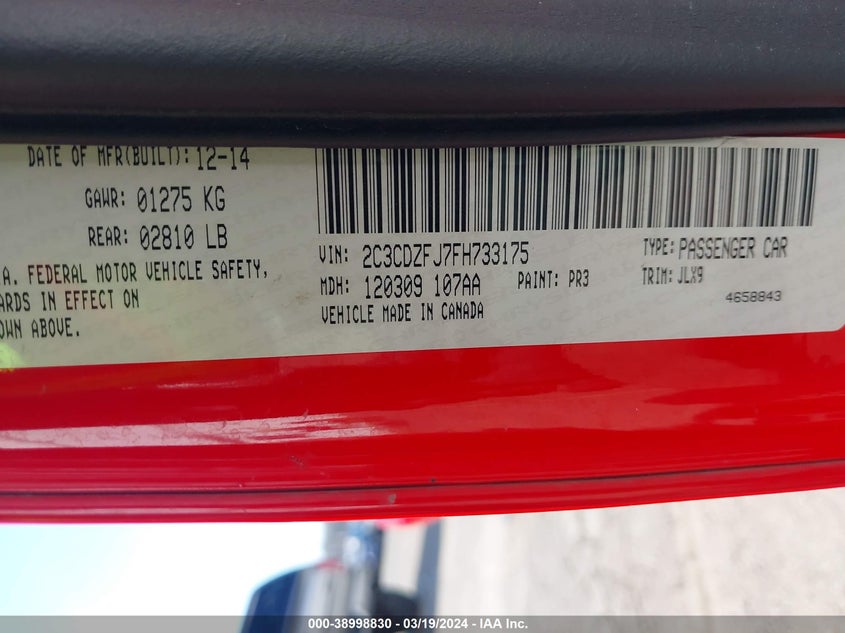 DATE OF MFR(BUILT): 12-14
GAWR: 01275 KG
REAR: 02810 LB
A. FEDERAL MOTOR VEHICLE SAFETY,
ARDS IN EFFECT ON
OWN ABOVE.
VIN: 2C3CDZFJ7FH733175
MDH: 120309 107AA PAINT: PR3
VEHICLE MADE IN CANADA
TYPE: PASSENGER CAR
TRIM: JLX9
4658843
000-38998830 - 03/19/2024 - IAA Inc.